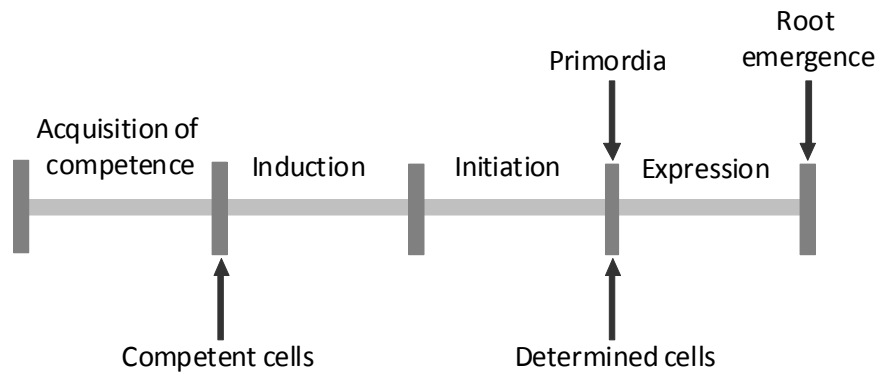 Root
emergence
Primordia
Acquisition of
competence
Induction
Initiation
Expression
Competent cells
Determined cells